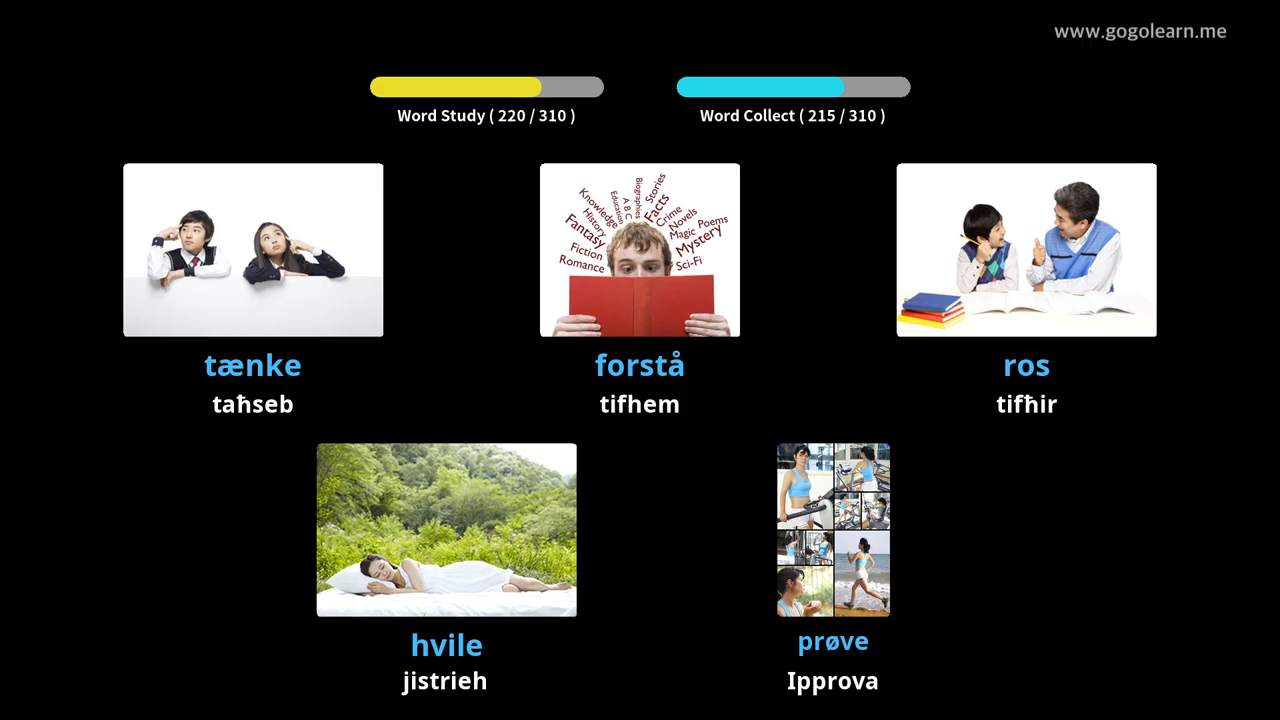 www.gogolearn.me
Word Study ( 220 / 310 )
Word Collect ( 215 / 310 )
Knowledge
Education
Biographies
Stories
A B C
Facts
History
Crime
Novels
Fantasy
Magic
Poems
Fiction
Mystery
Romance
Sci-Fi
tænke
forstå
ros
taħseb
tifhem
tifħir
hvile
prøve
jistrieh
Ipprova